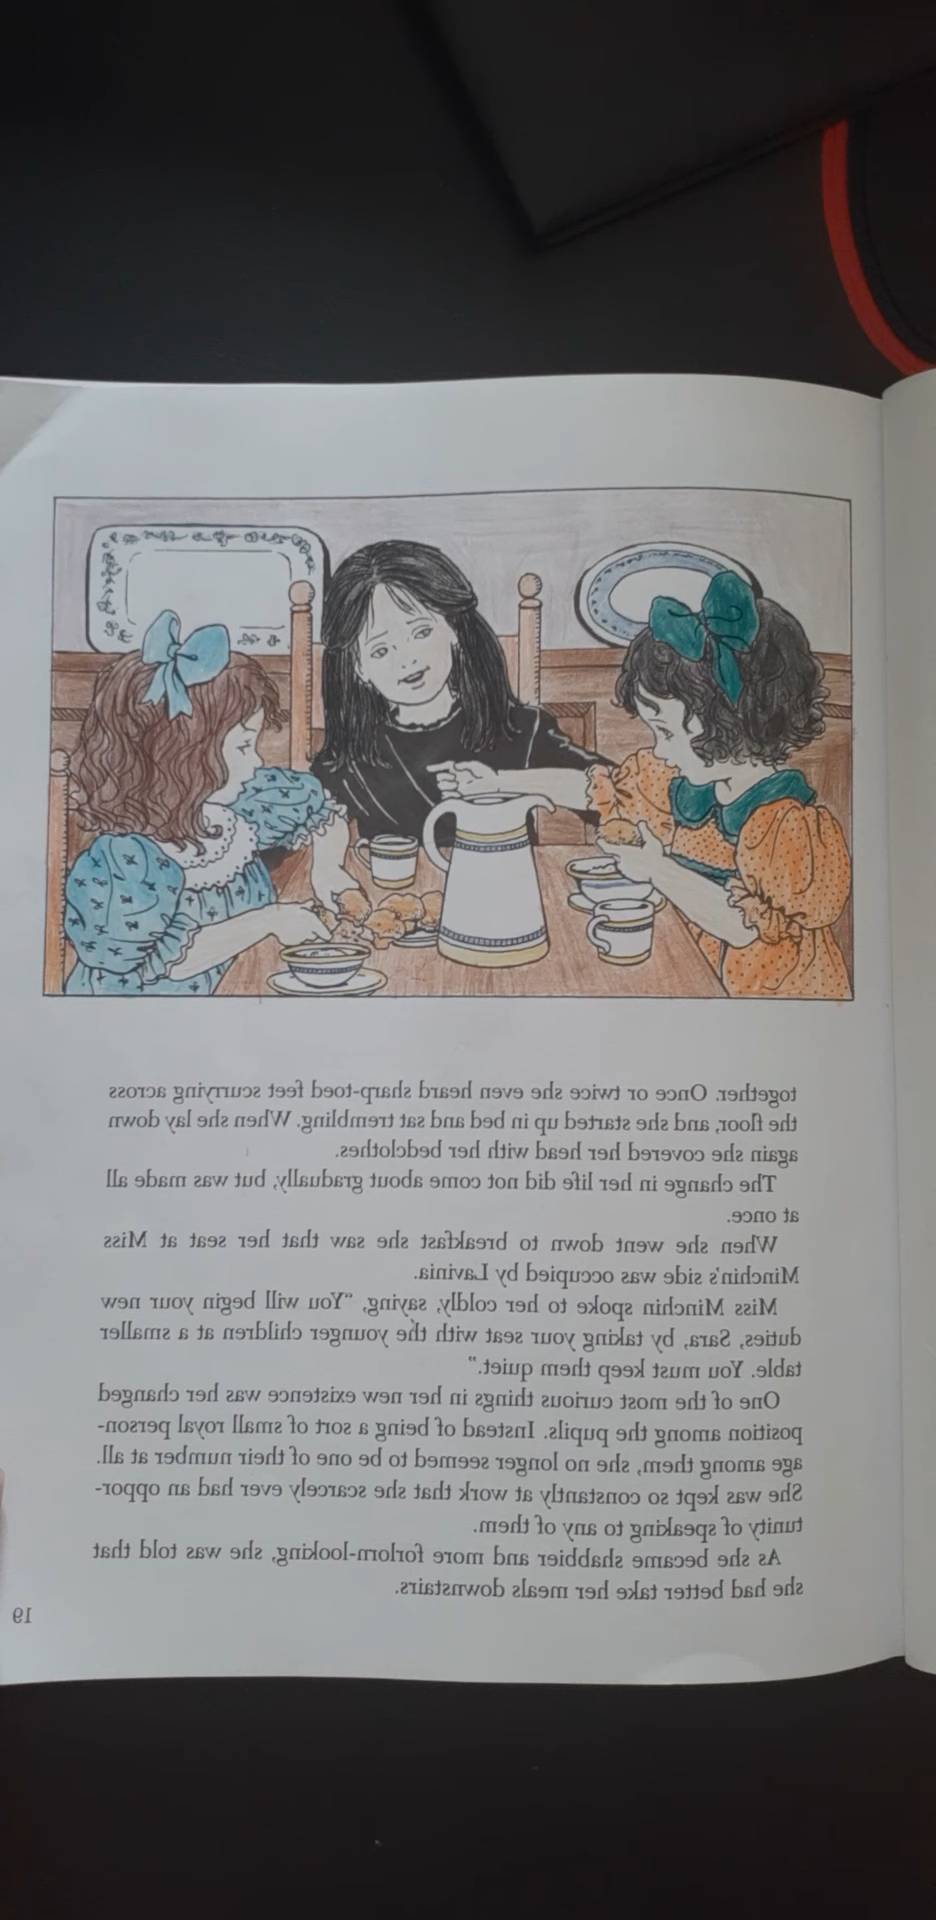 together. Once or twice she even heard sharp-toed feet scurrying across
the floor, and she started up in bed and sat trembling. When she lay down
again she covered her head with her bedclothes.
The change in her life did not come about gradually, but was made all
at once.
When she went down to breakfast she saw that her seat at Miss
Minchin's side was occupied by Lavinia.
Miss Minchin spoke to her coldly, saying, “You will begin your new
duties, Sara, by taking your seat with the younger children at a smaller
table. You must keep them quiet.”
One of the most curious things in her new existence was her changed
position among the pupils. Instead of being a sort of small royal person-
age among them, she no longer seemed to be one of their number at all.
She was kept so constantly at work that she scarcely ever had an oppor-
tunity of speaking to any of them.
As she became shabbier and more forlorn-looking, she was told that
she had better take her meals downstairs.
19